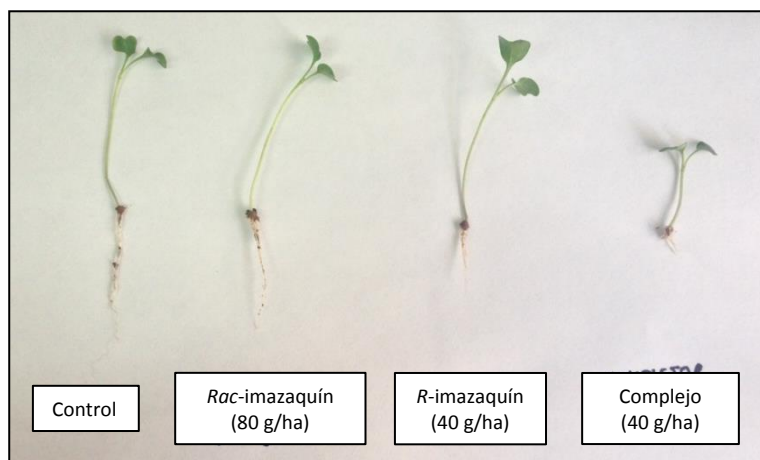 Control
Rac-imazaquín
(80 g/ha)
R-imazaquín
(40 g/ha)
Complejo
(40 g/ha)